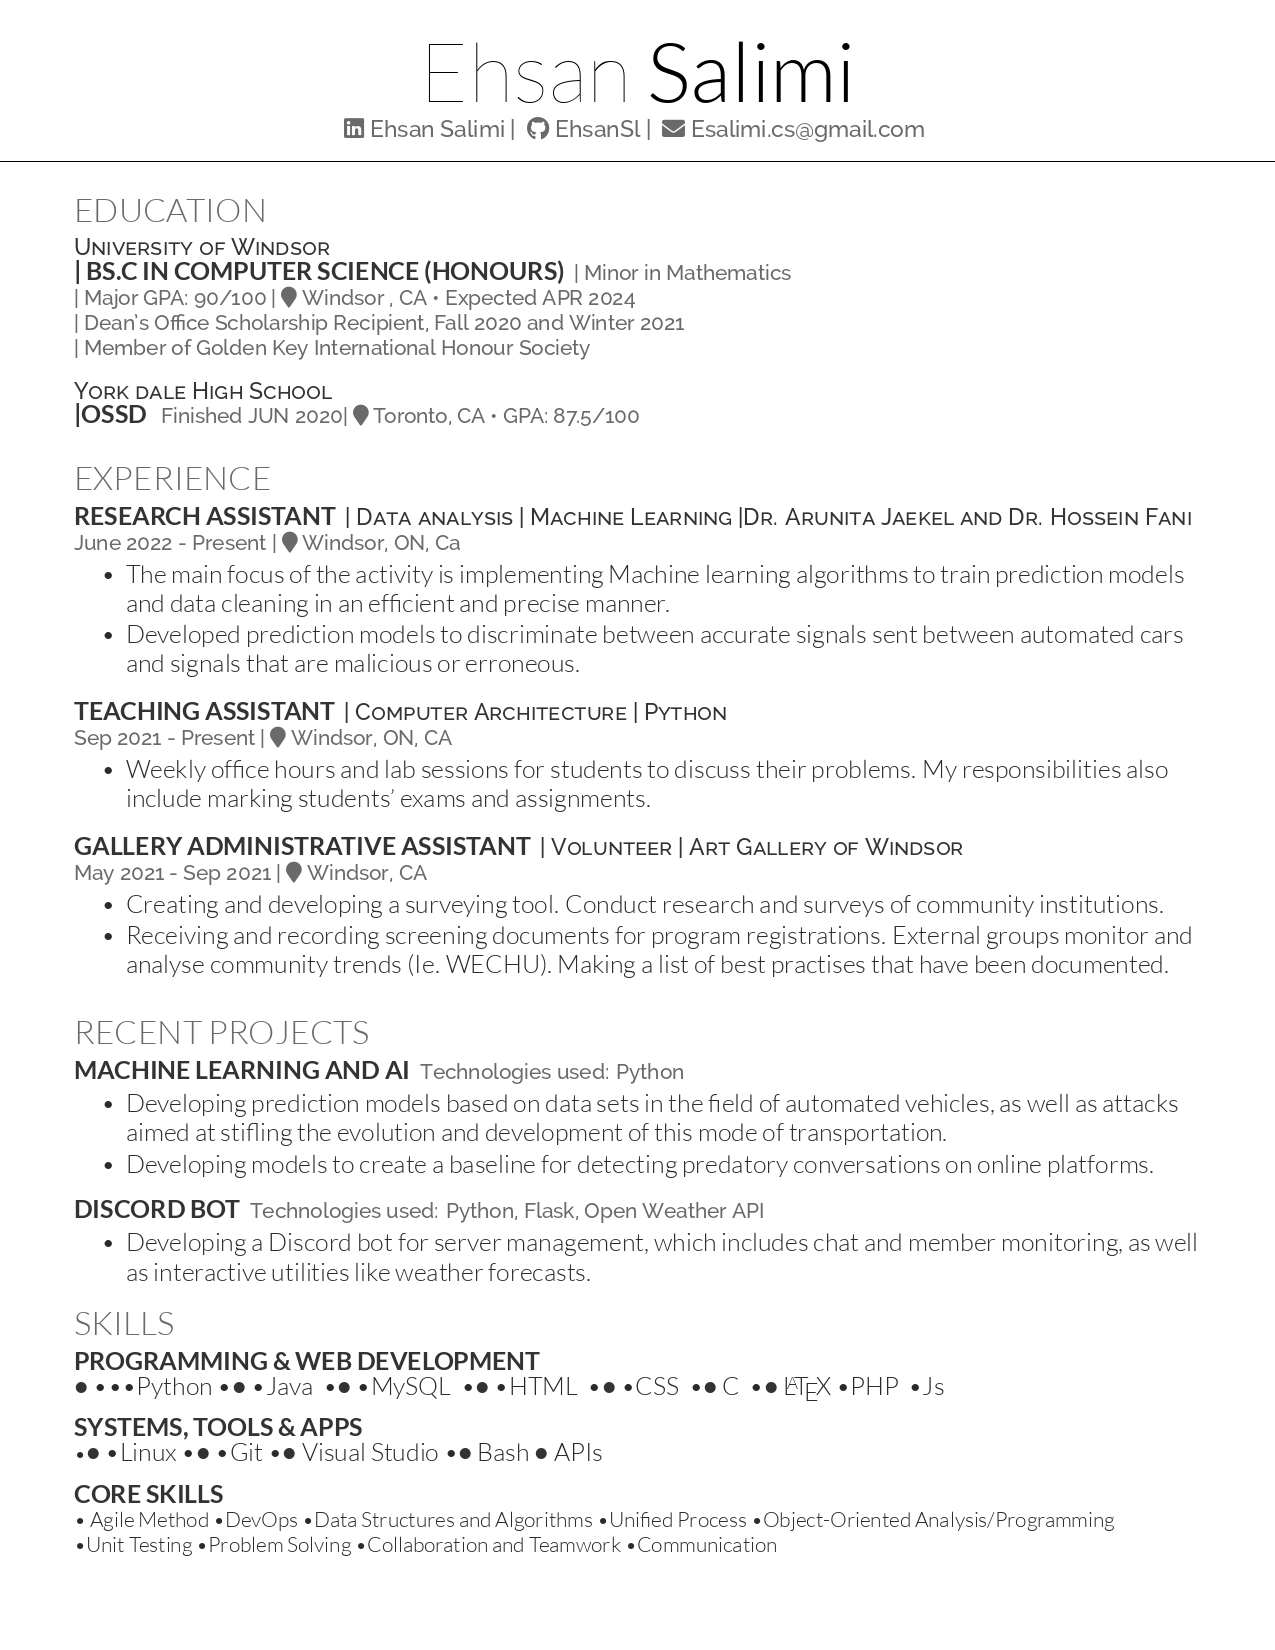 Ehsan Salimi
Ehsan Salimi | EhsanSl | Esalimi.cs@gmail.com
EDUCATION
University of Windsor
| BS.C IN COMPUTER SCIENCE (HONOURS) | Minor in Mathematics
| Major GPA: 90/100 | Windsor , CA • Expected APR 2024
| Dean's Office Scholarship Recipient, Fall 2020 and Winter 2021
| Member of Golden Key International Honour Society
York dale High School
|OSSD Finished JUN 2020| Toronto, CA • GPA: 87.5/100
EXPERIENCE
RESEARCH ASSISTANT | Data analysis | Machine Learning |Dr. Arunita Jaekel and Dr. Hossein Fani
June 2022 - Present | Windsor, ON, Ca
• The main focus of the activity is implementing Machine learning algorithms to train prediction models
and data cleaning in an efficient and precise manner.
• Developed prediction models to discriminate between accurate signals sent between automated cars
and signals that are malicious or erroneous.
TEACHING ASSISTANT | Computer Architecture | Python
Sep 2021 - Present | Windsor, ON, CA
• Weekly office hours and lab sessions for students to discuss their problems. My responsibilities also
include marking students’ exams and assignments.
GALLERY ADMINISTRATIVE ASSISTANT | Volunteer | Art Gallery of Windsor
May 2021 - Sep 2021 | Windsor, CA
• Creating and developing a surveying tool. Conduct research and surveys of community institutions.
• Receiving and recording screening documents for program registrations. External groups monitor and
analyse community trends (Ie. WECHU). Making a list of best practises that have been documented.
RECENT PROJECTS
MACHINE LEARNING AND AI Technologies used: Python
• Developing prediction models based on data sets in the field of automated vehicles, as well as attacks
aimed at stifling the evolution and development of this mode of transportation.
• Developing models to create a baseline for detecting predatory conversations on online platforms.
DISCORD BOT Technologies used: Python, Flask, Open Weather API
• Developing a Discord bot for server management, which includes chat and member monitoring, as well
as interactive utilities like weather forecasts.
SKILLS
PROGRAMMING & WEB DEVELOPMENT
● • • •Python •● •Java •● •MySQL •● •HTML •● •CSS •● C •● LATEX •PHP •Js
SYSTEMS, TOOLS & APPS
•● •Linux •● •Git •● Visual Studio •● Bash ● APIs
CORE SKILLS
• Agile Method •DevOps •Data Structures and Algorithms •Unified Process •Object-Oriented Analysis/Programming
•Unit Testing •Problem Solving •Collaboration and Teamwork •Communication